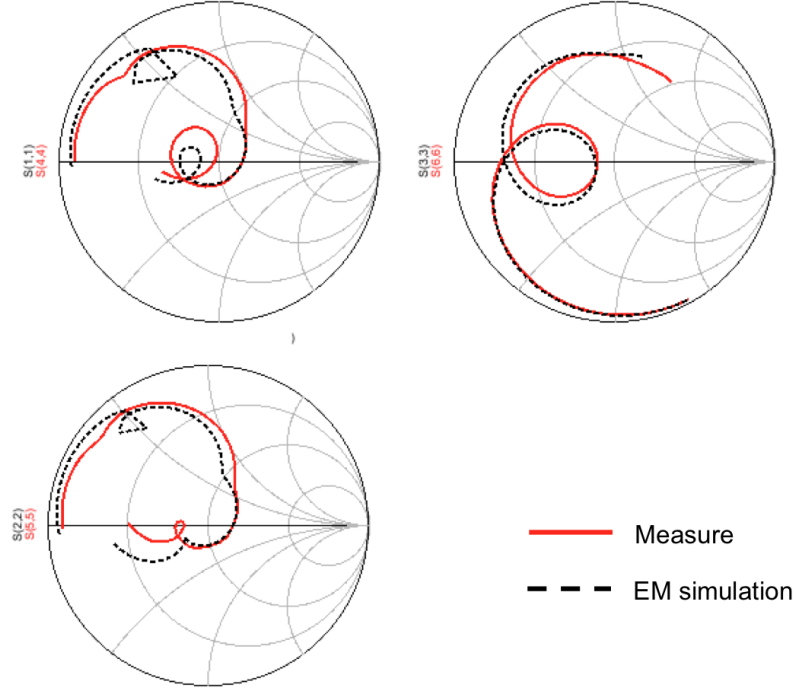 S(1,1)
S(4,4)
S(3,3)
S(6,6)
)
S(2,2)
S(5,5)
Measure
EM simulation